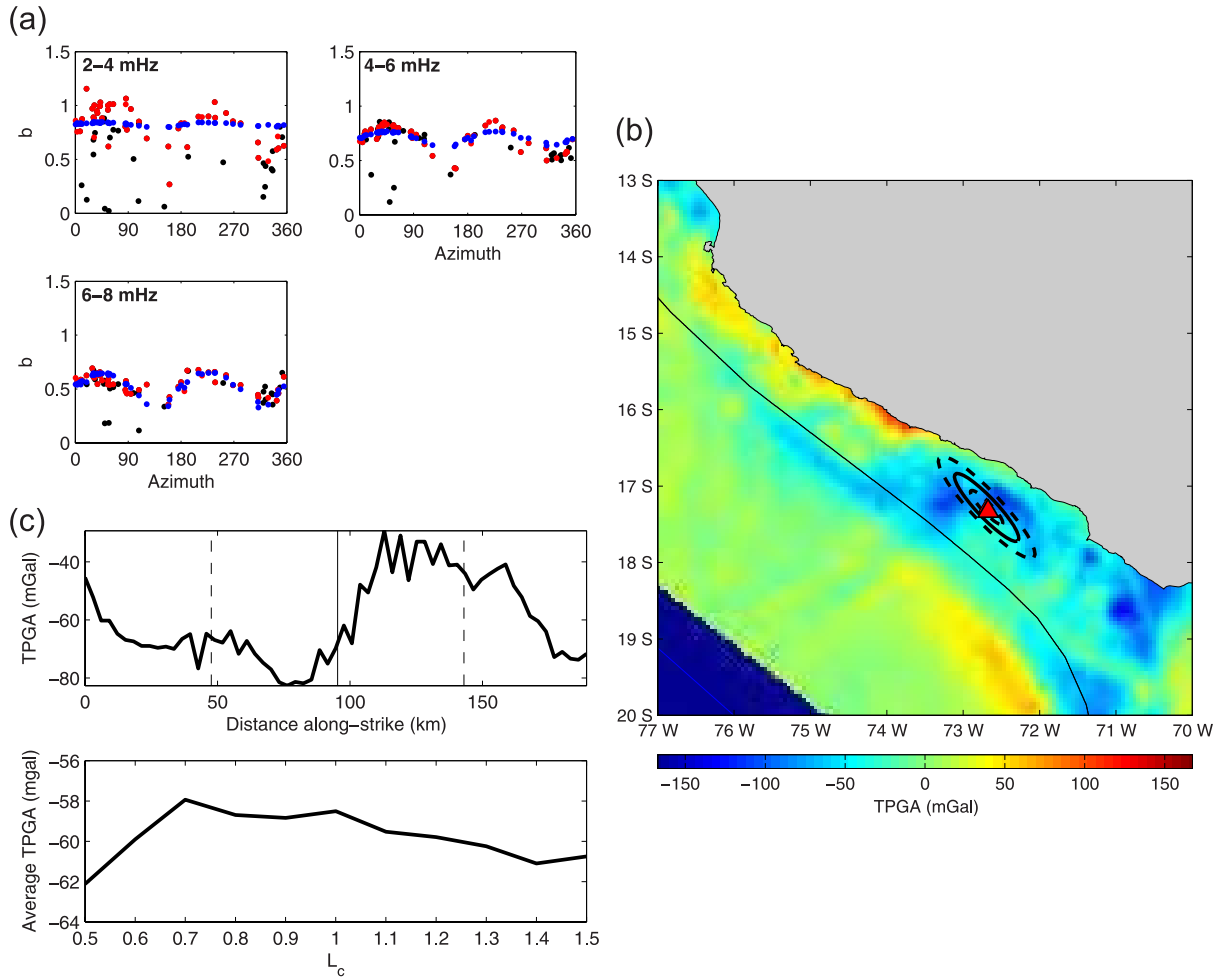 (a)
1.5
1
0.5
0
b
2–4 mHz
0 90 180 270 360
Azimuth
1.5
1
0.5
0
4–6 mHz
0 90 180 270 360
Azimuth
1.5
1
0.5
0
b
6–8 mHz
0 90 180 270 360
Azimuth
(b)
13 S
14 S
15 S
16 S
17 S
18 S
19 S
20 S
77 W 76 W 75 W 74 W 73 W 72 W 71 W 70 W
−150 −100 −50 0 50 100 150
TPGA (mGal)
(c)
−40
−60
−80
TPGA (mGal)
0 50 100 150
Distance along−strike (km)
−56
−58
−60
−62
−64
Average TPGA (mgal)
0.5 0.6 0.7 0.8 0.9 1 1.1 1.2 1.3 1.4 1.5
L_c